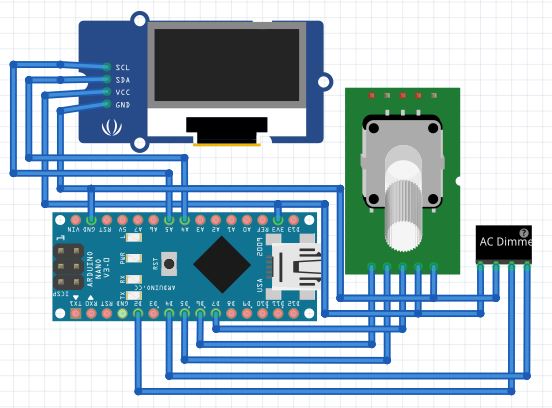 SCL
SDA
VCC
GND
VIN GND RST 5V A7 A6 A5 A4 A3 A2 A1 A0 REF 3V3 D13
L
PWR
RX
TX
RST
ARDUINO
NANO
V3.0
ICSP
1
ARDUINO.CC
2009
USA
TX1 RX0 RST GND D2 D3 D4 D5 D6 D7 D8 D9 D10 D11 D12
?
AC Dimme